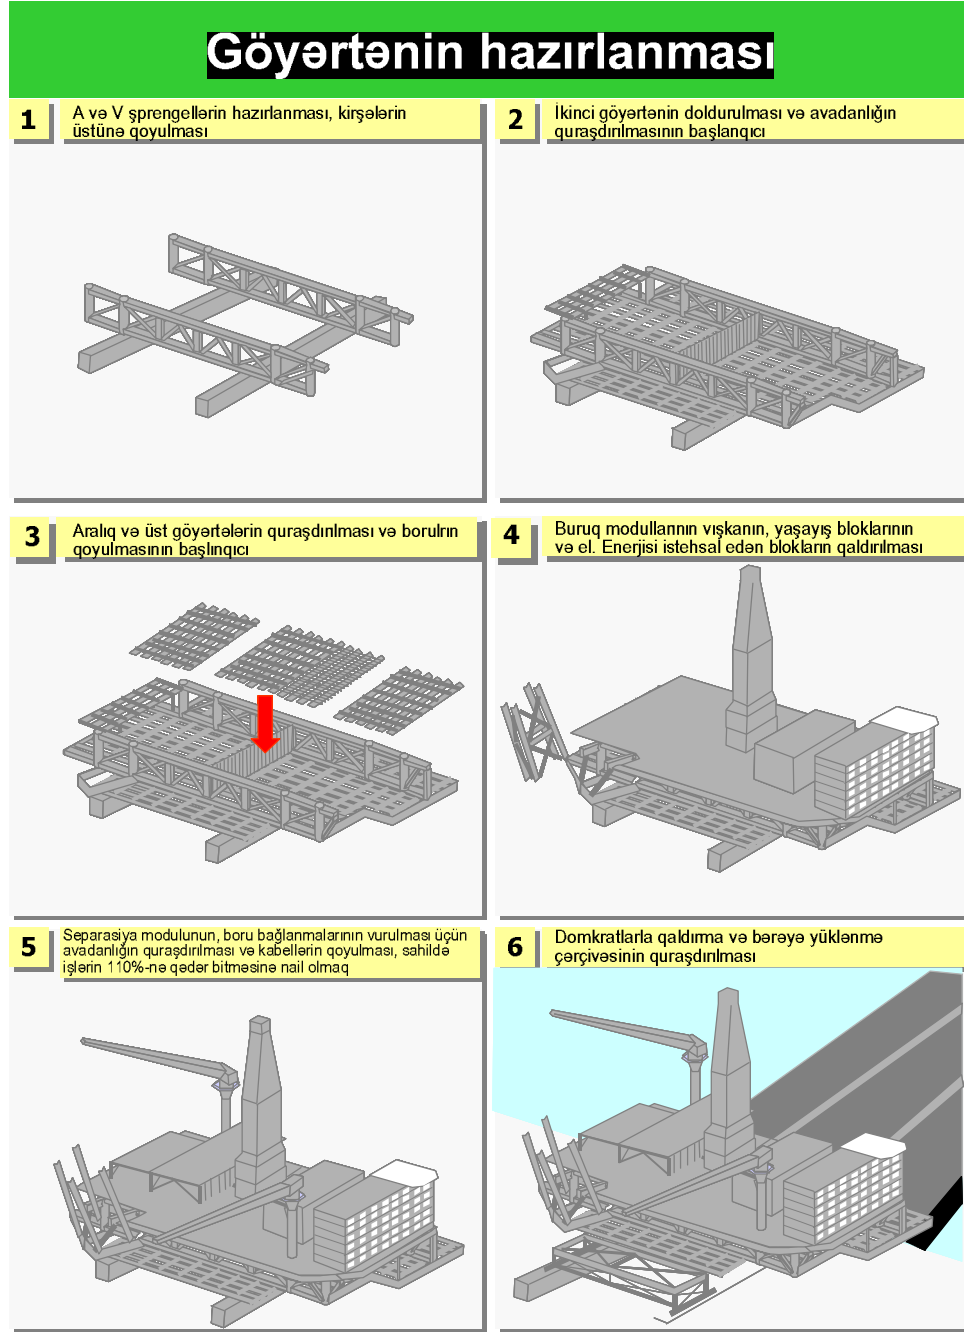 Göyərtənin hazırlanması
1
A və V şprengellərin hazırlanması, kirşələrin
üstünə qoyulması
2
İkinci göyərtənin doldurulması və avadanlığın
quraşdırılmasının başlanqıcı
3
Aralıq və üst göyərtələrin quraşdırılması və borulrın
qoyulmasının başlınqıcı
4
Buruq modullarının vışkanın, yaşayış bloklarının
və el. Enerjisi istehsal edən blokların qaldırılması
5
Separasiya modulunun, boru bağlanmalarının vurulması üçün
avadanlığın quraşdırılması və kabellərin qoyulması, sahildə
işlərin 110%-nə qədər bitməsinə nail olmaq
6
Domkratlarla qaldırma və bərəyə yüklənmə
çərçivəsinin quraşdırılması